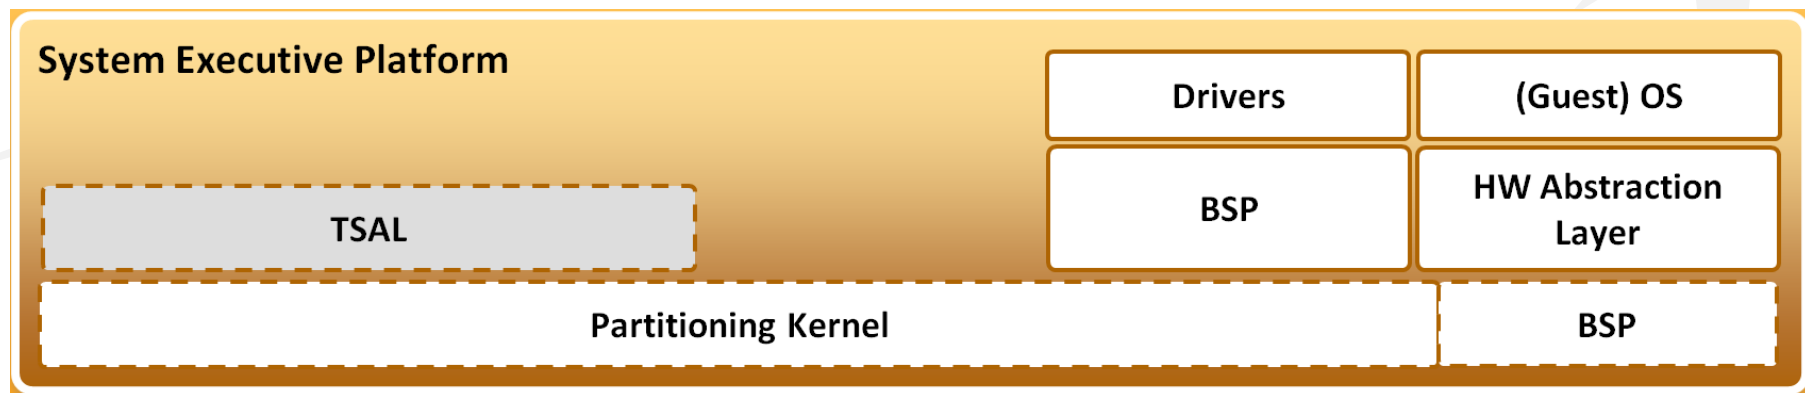 System Executive Platform
Drivers
(Guest) OS
BSP
HW Abstraction
Layer
TSAL
Partitioning Kernel
BSP